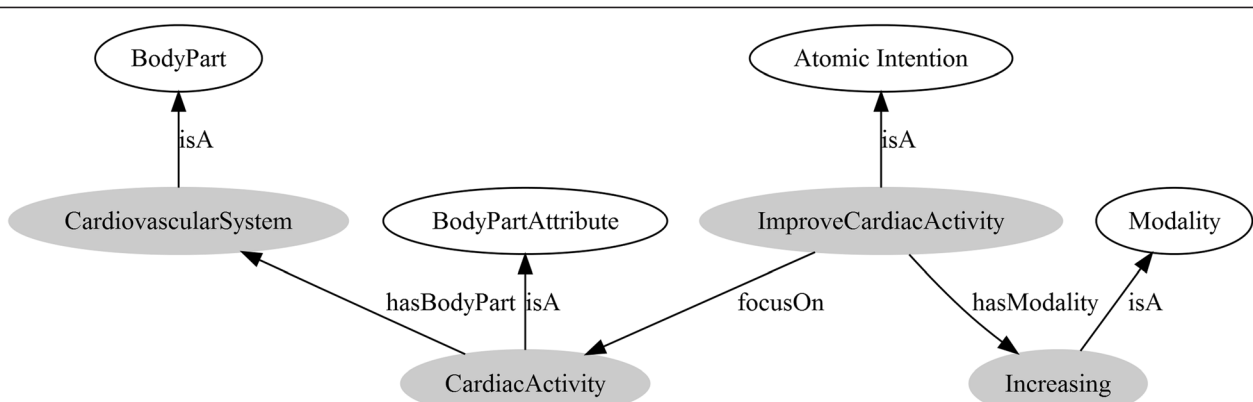 BodyPart
Atomic Intention
isA
isA
CardiovascularSystem
BodyPartAttribute
ImproveCardiacActivity
Modality
hasBodyPart
isA
focusOn
hasModality
isA
CardiacActivity
Increasing